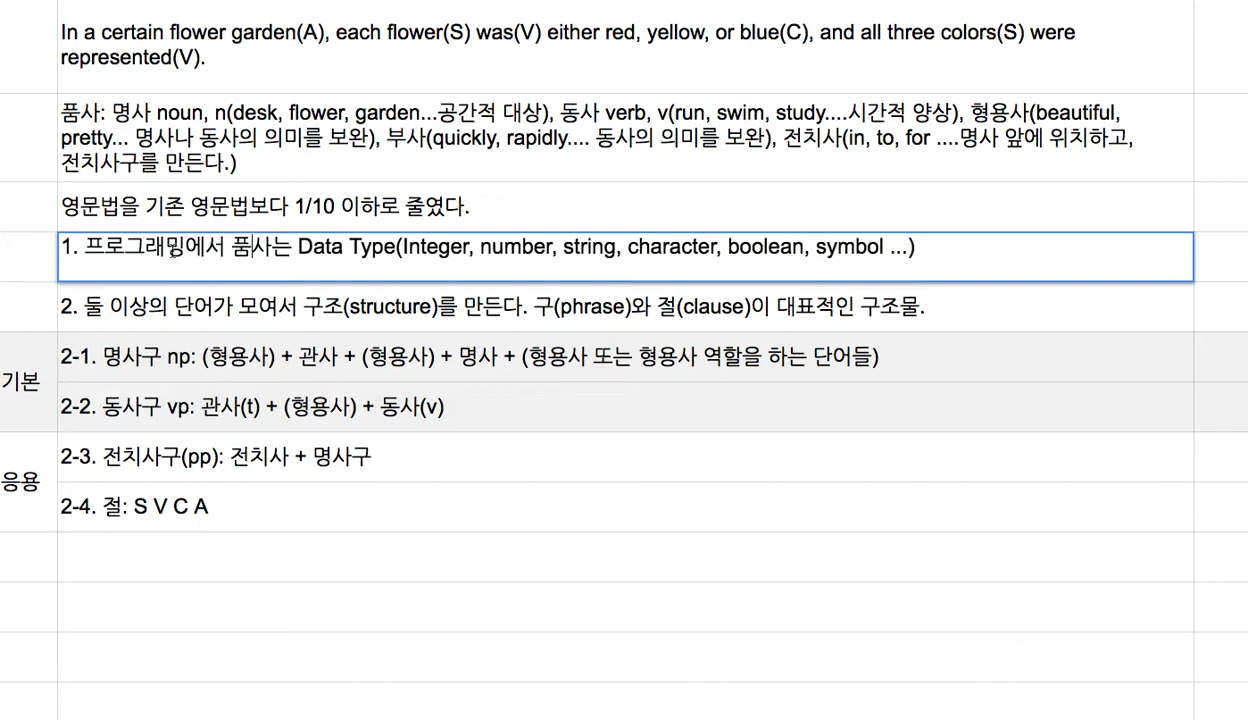 In a certain flower garden(A), each flower(S) was(V) either red, yellow, or blue(C), and all three colors(S) were
represented(V).
품사: 명사 noun, n(desk, flower, garden...공간적 대상), 동사 verb, v(run, swim, study....시간적 양상), 형용사(beautiful,
pretty... 명사나 동사의 의미를 보완), 부사(quickly, rapidly.... 동사의 의미를 보완), 전치사(in, to, for ....명사 앞에 위치하고,
전치사구를 만든다.)
영문법을 기존 영문법보다 1/10 이하로 줄였다.
1. 프로그래밍에서 품사는 Data Type(Integer, number, string, character, boolean, symbol ...)
2. 둘 이상의 단어가 모여서 구조(structure)를 만든다. 구(phrase)와 절(clause)이 대표적인 구조물.
기본
2-1. 명사구 np: (형용사) + 관사 + (형용사) + 명사 + (형용사 또는 형용사 역할을 하는 단어들)
2-2. 동사구 vp: 관사(t) + (형용사) + 동사(v)
응용
2-3. 전치사구(pp): 전치사 + 명사구
2-4. 절: S V C A